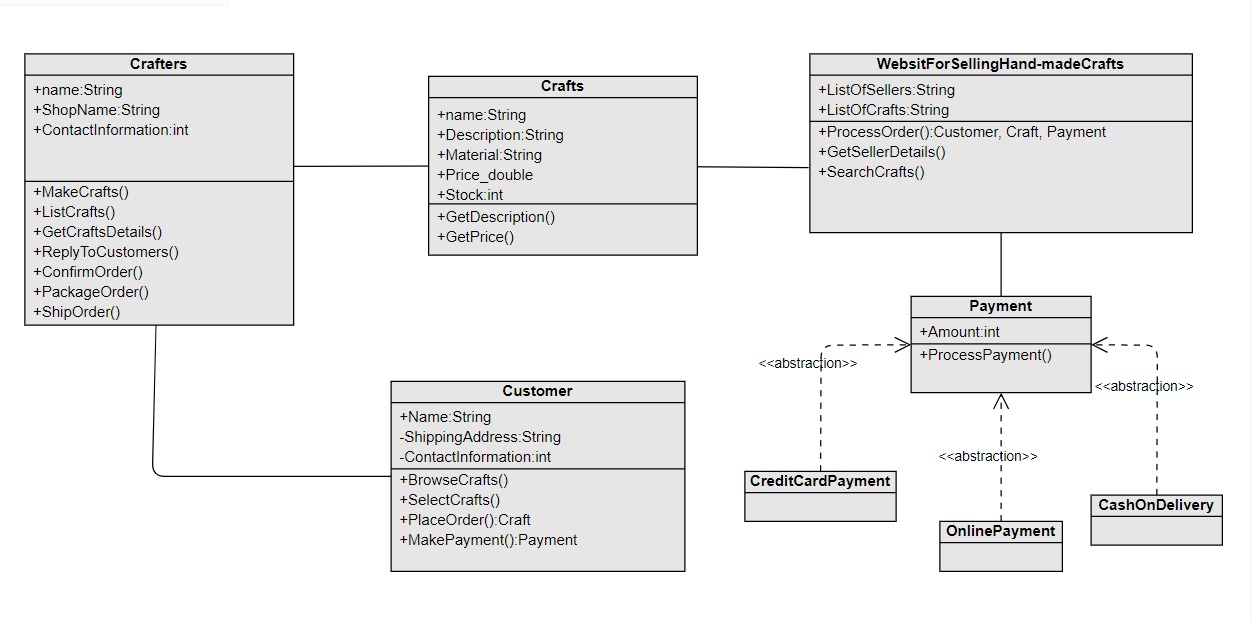 Crafters
+name:String
+ShopName:String
+ContactInformation:int
+MakeCrafts()
+ListCrafts()
+GetCraftsDetails()
+ReplyToCustomers()
+ConfirmOrder()
+PackageOrder()
+ShipOrder()
Crafts
+name:String
+Description:String
+Material:String
+Price_double
+Stock:int
+GetDescription()
+GetPrice()
WebsitForSellingHand-madeCrafts
+ListOfSellers:String
+ListOfCrafts:String
+ProcessOrder():Customer, Craft, Payment
+GetSellerDetails()
+SearchCrafts()
Payment
+Amount:int
+ProcessPayment()
<<abstraction>>
<<abstraction>>
<<abstraction>>
Customer
+Name:String
-ShippingAddress:String
-ContactInformation:int
+BrowseCrafts()
+SelectCrafts()
+PlaceOrder():Craft
+MakePayment():Payment
CreditCardPayment
OnlinePayment
CashOnDelivery